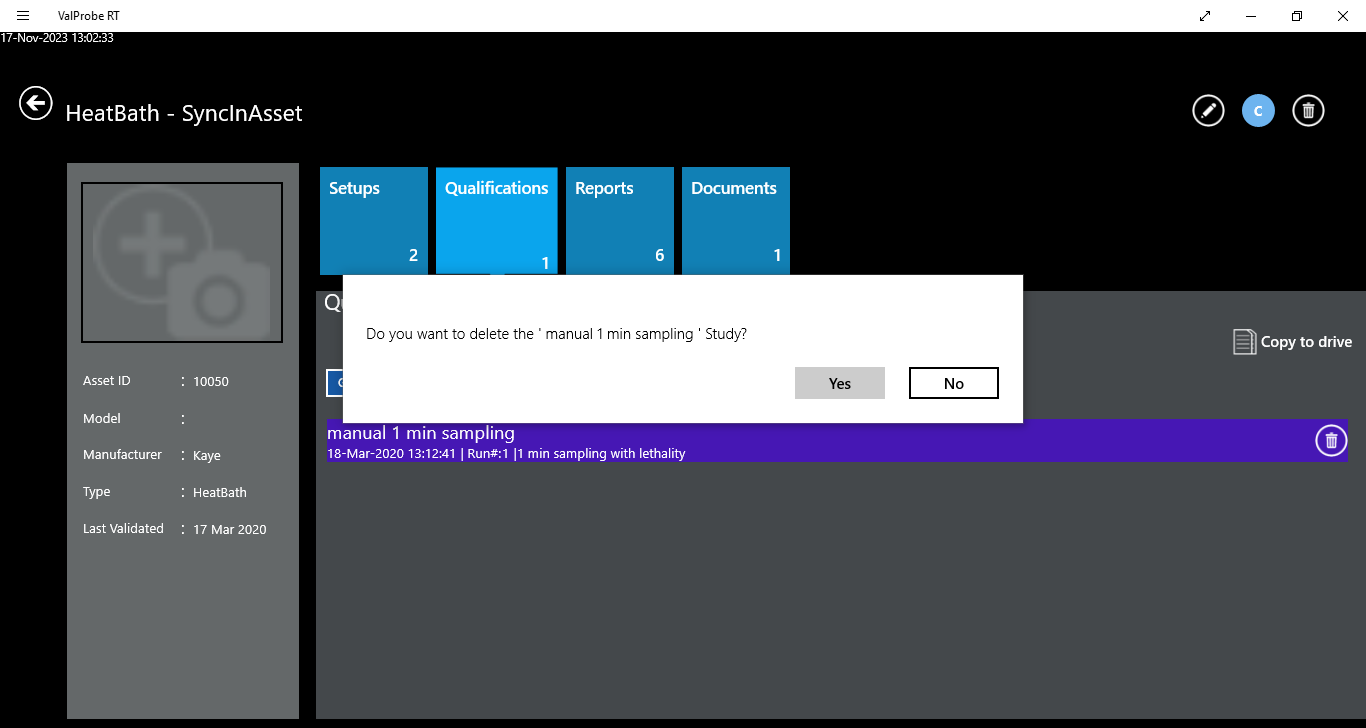 ValProbe RT
17-Nov-2023 13:02:33
HeatBath - SyncInAsset
C
Setups
2
Qualifications
1
Reports
6
Documents
1
Do you want to delete the ' manual 1 min sampling ' Study?
Yes
No
Copy to drive
manual 1 min sampling
18-Mar-2020 13:12:41 | Run#:1 |1 min sampling with lethality
Asset ID : 10050
Model :
Manufacturer : Kaye
Type : HeatBath
Last Validated : 17 Mar 2020